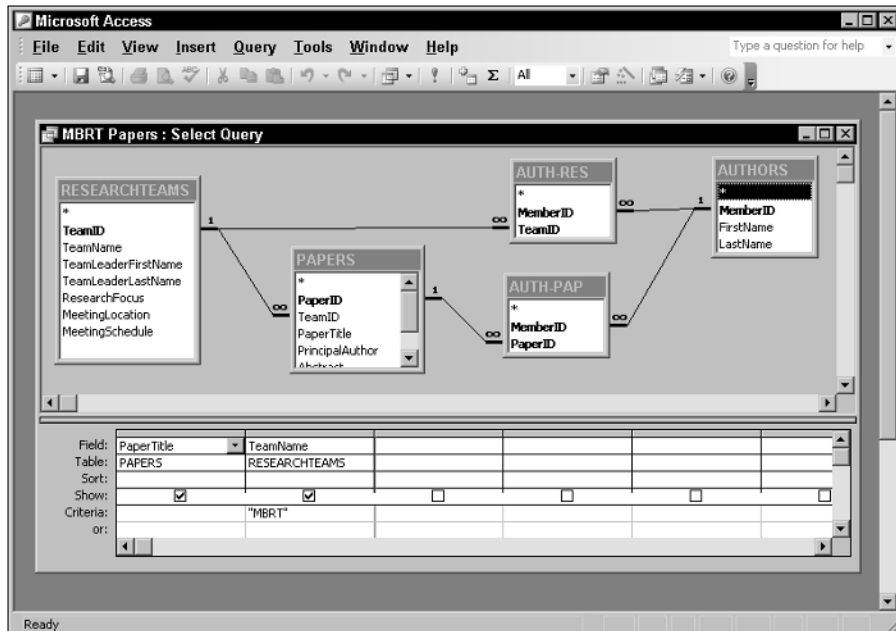 Microsoft Access
File Edit View Insert Query Tools Window Help
Type a question for help
ABC
Σ All
MBRT Papers : Select Query
RESEARCHTEAMS
*
TeamID
TeamName
TeamLeaderFirstName
TeamLeaderLastName
ResearchFocus
MeetingLocation
MeetingSchedule
1
∞
PAPERS
*
PaperID
TeamID
PaperTitle
PrincipalAuthor
Abstract
1
∞
AUTH-RES
*
MemberID
TeamID
∞
∞
AUTH-PAP
*
MemberID
PaperID
∞
1
AUTHORS
*
MemberID
FirstName
LastName
Field: PaperTitle TeamName
Table: PAPERS RESEARCHTEAMS
Sort:
Show:
Criteria: "MBRT"
or:
Ready